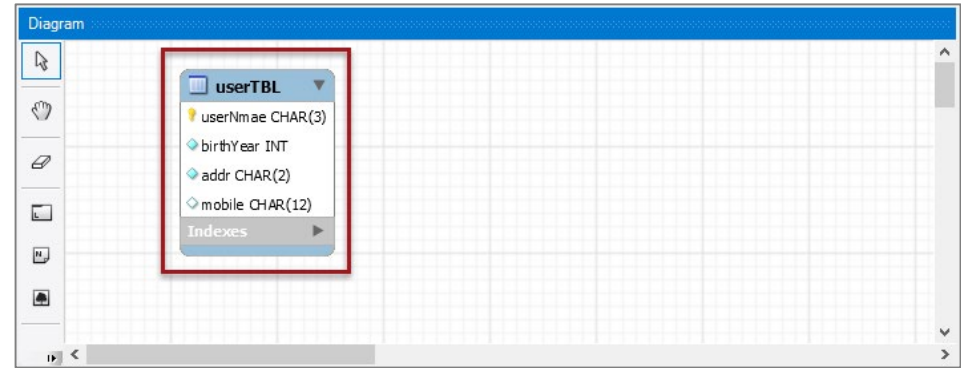 Diagram
userTBL
userNmae CHAR(3)
birthYear INT
addr CHAR(2)
mobile CHAR(12)
Indexes